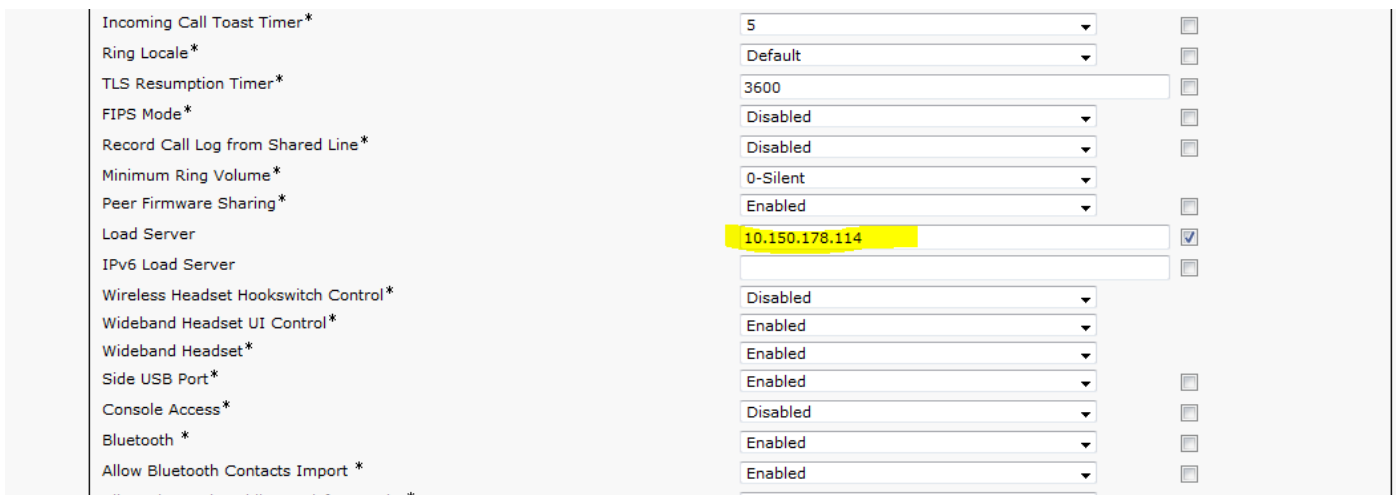 Incoming Call Toast Timer* 5
Ring Locale* Default
TLS Resumption Timer* 3600
FIPS Mode* Disabled
Record Call Log from Shared Line* Disabled
Minimum Ring Volume* 0-Silent
Peer Firmware Sharing* Enabled
Load Server 10.150.178.114
IPv6 Load Server
Wireless Headset Hookswitch Control* Disabled
Wideband Headset UI Control* Enabled
Wideband Headset* Enabled
Side USB Port* Enabled
Console Access* Disabled
Bluetooth * Enabled
Allow Bluetooth Contacts Import * Enabled